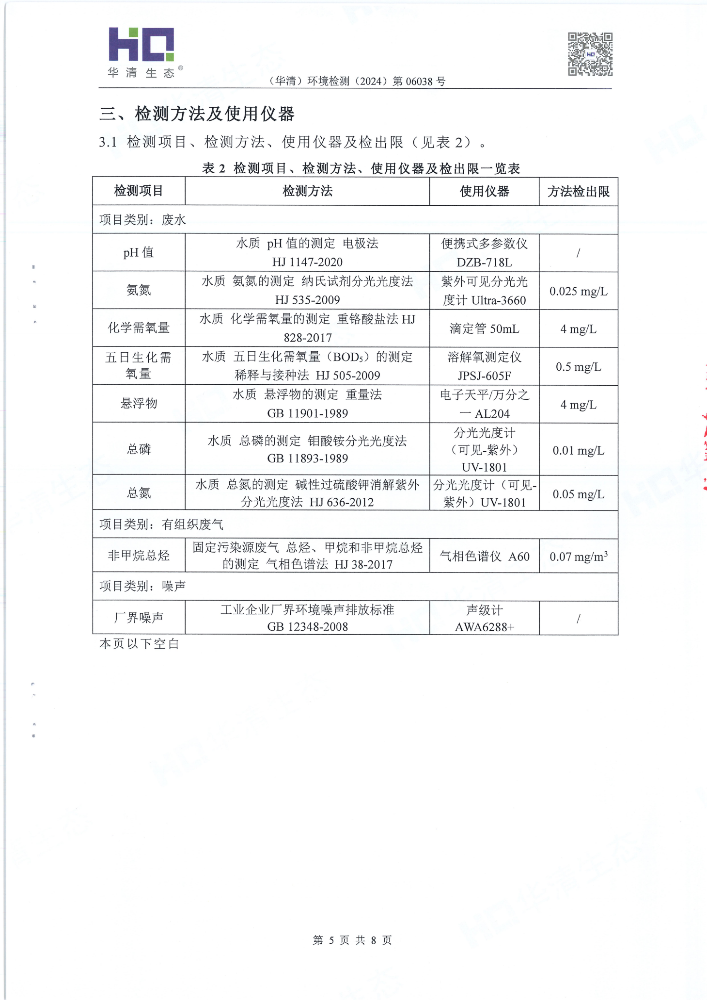 HQ
华清生态®
（华清）环境检测（2024）第 06038 号
三、检测方法及使用仪器
3.1 检测项目、检测方法、使用仪器及检出限（见表 2）。
表 2 检测项目、检测方法、使用仪器及检出限一览表
检测项目 检测方法 使用仪器 方法检出限
项目类别：废水
pH 值
水质 pH 值的测定 电极法
HJ 1147-2020
便携式多参数仪
DZB-718L
/
氨氮
水质 氨氮的测定 纳氏试剂分光光度法
HJ 535-2009
紫外可见分光光
度计 Ultra-3660
0.025 mg/L
化学需氧量
水质 化学需氧量的测定 重铬酸盐法 HJ
828-2017
滴定管 50mL
4 mg/L
五日生化需
氧量
水质 五日生化需氧量（BOD₅）的测定
稀释与接种法 HJ 505-2009
溶解氧测定仪
JPSJ-605F
0.5 mg/L
悬浮物
水质 悬浮物的测定 重量法
GB 11901-1989
电子天平/万分之
一 AL204
4 mg/L
总磷
水质 总磷的测定 钼酸铵分光光度法
GB 11893-1989
分光光度计
（可见-紫外）
UV-1801
0.01 mg/L
总氮
水质 总氮的测定 碱性过硫酸钾消解紫外
分光光度法 HJ 636-2012
分光光度计（可见-
紫外）UV-1801
0.05 mg/L
项目类别：有组织废气
非甲烷总烃
固定污染源废气 总烃、甲烷和非甲烷总烃
的测定 气相色谱法 HJ 38-2017
气相色谱仪 A60
0.07 mg/m³
项目类别：噪声
厂界噪声
工业企业厂界环境噪声排放标准
GB 12348-2008
声级计
AWA6288+
/
本页以下空白
第 5 页 共 8 页